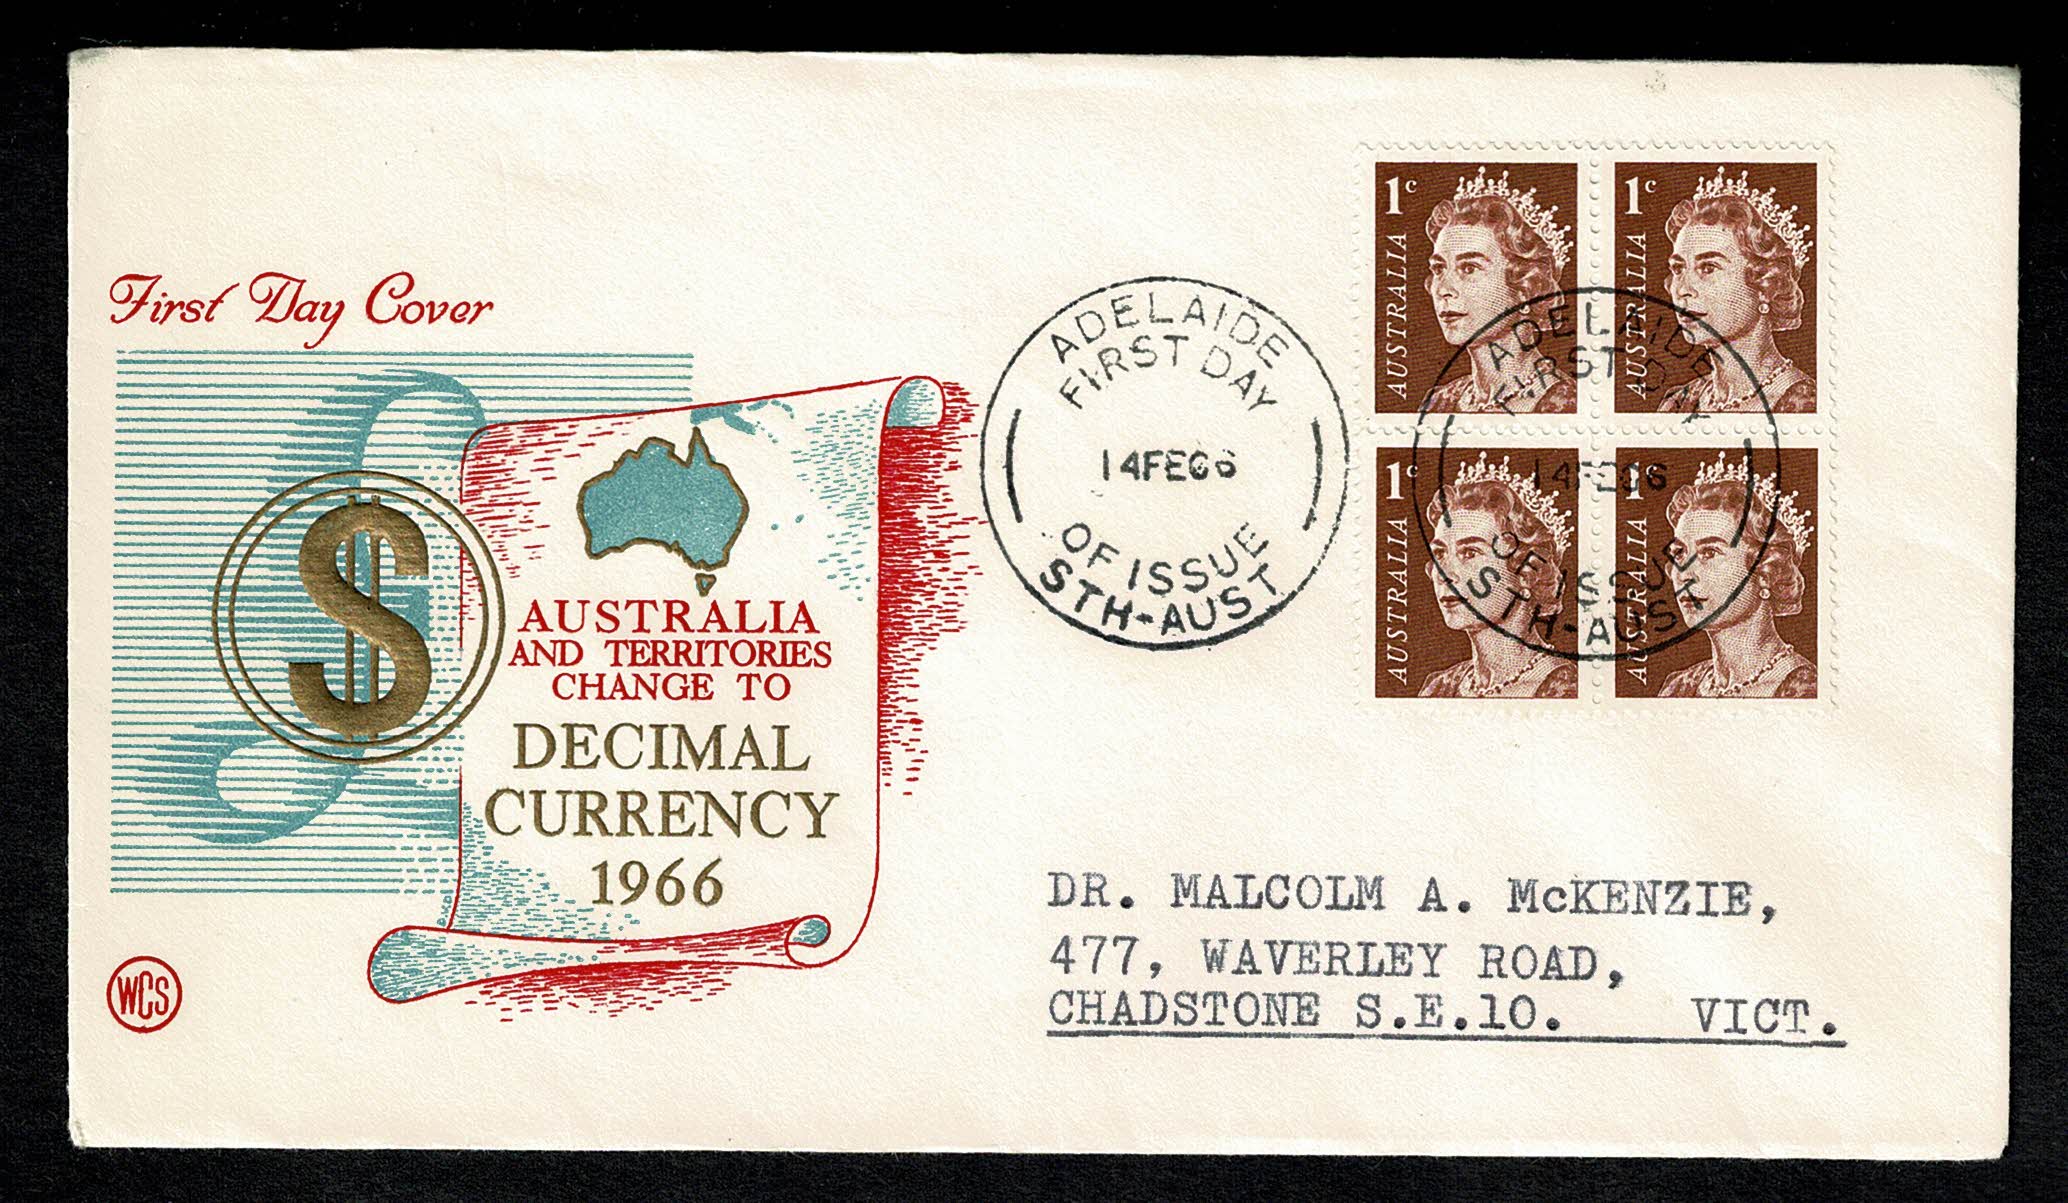 First Day Cover
$
AUSTRALIA
AND TERRITORIES
CHANGE TO
DECIMAL
CURRENCY
1966
WCS
ADELAIDE
FIRST DAY
14FE66
OF ISSUE
STH-AUST
1c
AUSTRALIA
1c
AUSTRALIA
1c
AUSTRALIA
1c
AUSTRALIA
ADELAIDE
FIRST DAY
14FE66
OF ISSUE
STH-AUST
DR. MALCOLM A. McKENZIE,
477, WAVERLEY ROAD,
CHADSTONE S.E.10. VICT.